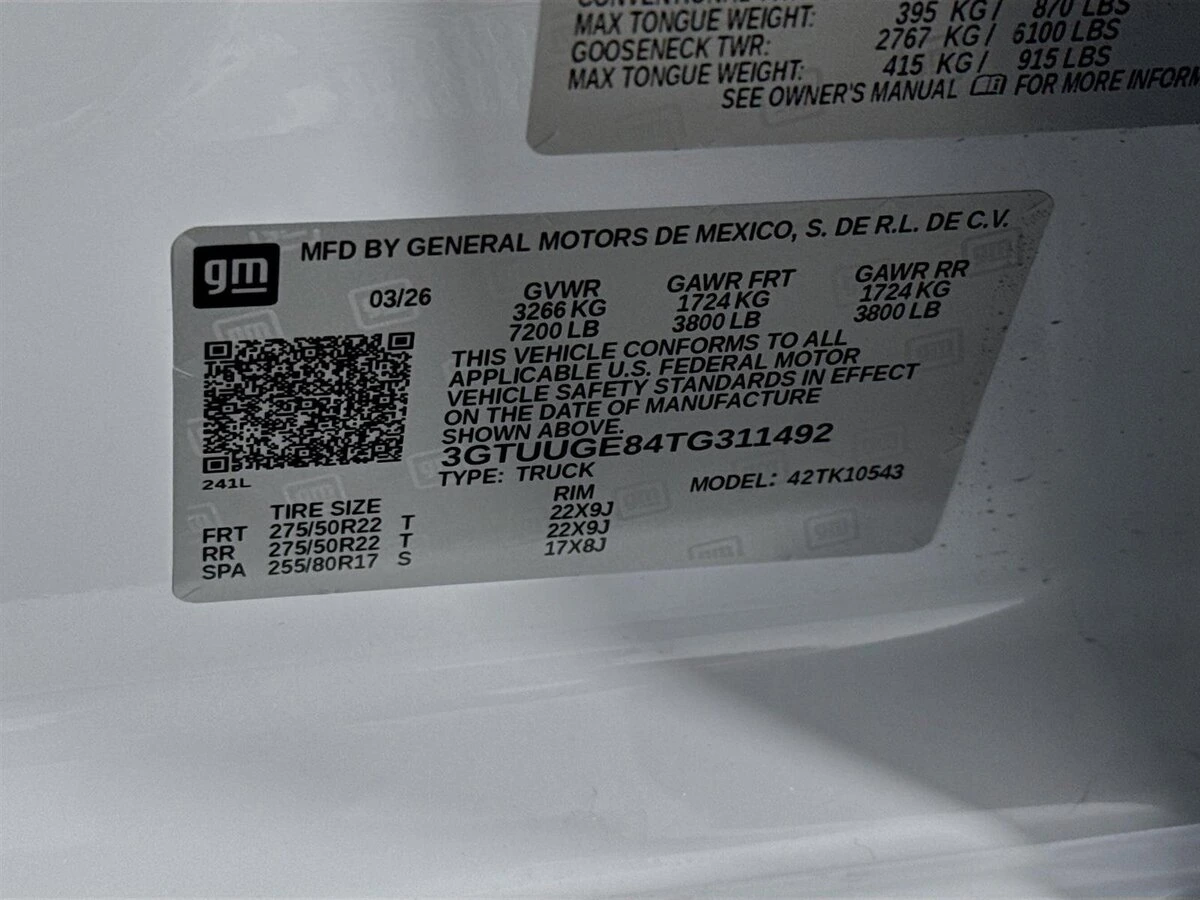 MAX TONGUE WEIGHT: 395 KG / 870 LBS
GOOSENECK TWR: 2767 KG / 6100 LBS
MAX TONGUE WEIGHT: 415 KG / 915 LBS
SEE OWNER'S MANUAL FOR MORE INFORM
gm MFD BY GENERAL MOTORS DE MEXICO, S. DE R.L. DE C.V.
03/26 GVWR GAWR FRT GAWR RR
3266 KG 1724 KG 1724 KG
7200 LB 3800 LB 3800 LB
THIS VEHICLE CONFORMS TO ALL
APPLICABLE U.S. FEDERAL MOTOR
VEHICLE SAFETY STANDARDS IN EFFECT
ON THE DATE OF MANUFACTURE
SHOWN ABOVE.
3GTUUGE84TG311492
TYPE: TRUCK MODEL: 42TK10543
241L
TIRE SIZE RIM
FRT 275/50R22 T 22X9J
RR 275/50R22 T 22X9J
SPA 255/80R17 S 17X8J